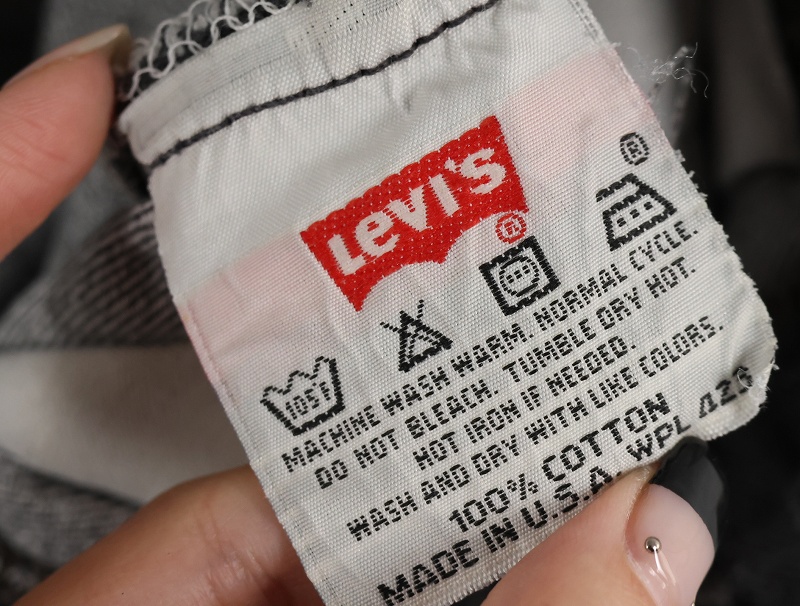 Levi's
®
®
105F
MACHINE WASH WARM. NORMAL CYCLE.
DO NOT BLEACH. TUMBLE DRY HOT.
HOT IRON IF NEEDED.
WASH AND DRY WITH LIKE COLORS.
100% COTTON
MADE IN U.S.A. WPL 423